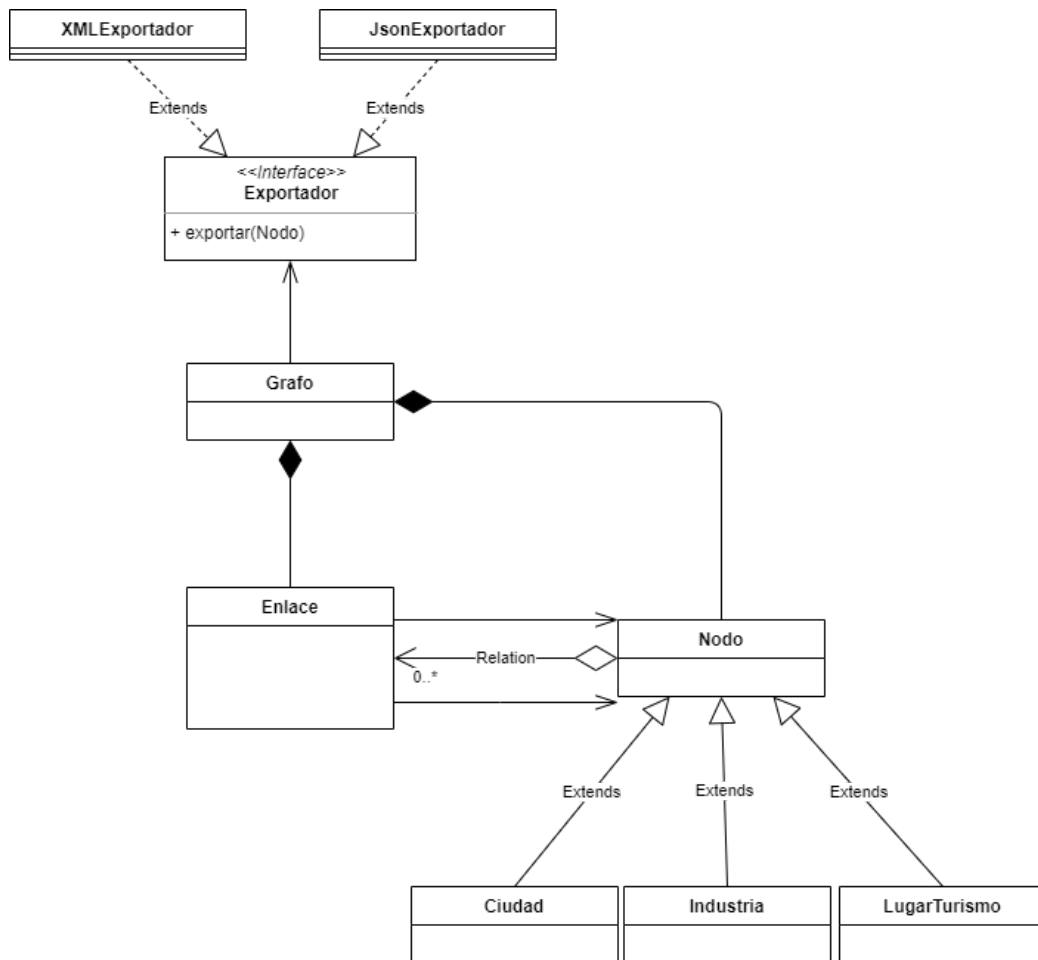 XMLExportador
JsonExportador
Extends
Extends
<<Interface>>
Exportador
+ exportar(Nodo)
Grafo
Enlace
Nodo
Relation
0..*
Extends
Extends
Extends
Ciudad
Industria
LugarTurismo